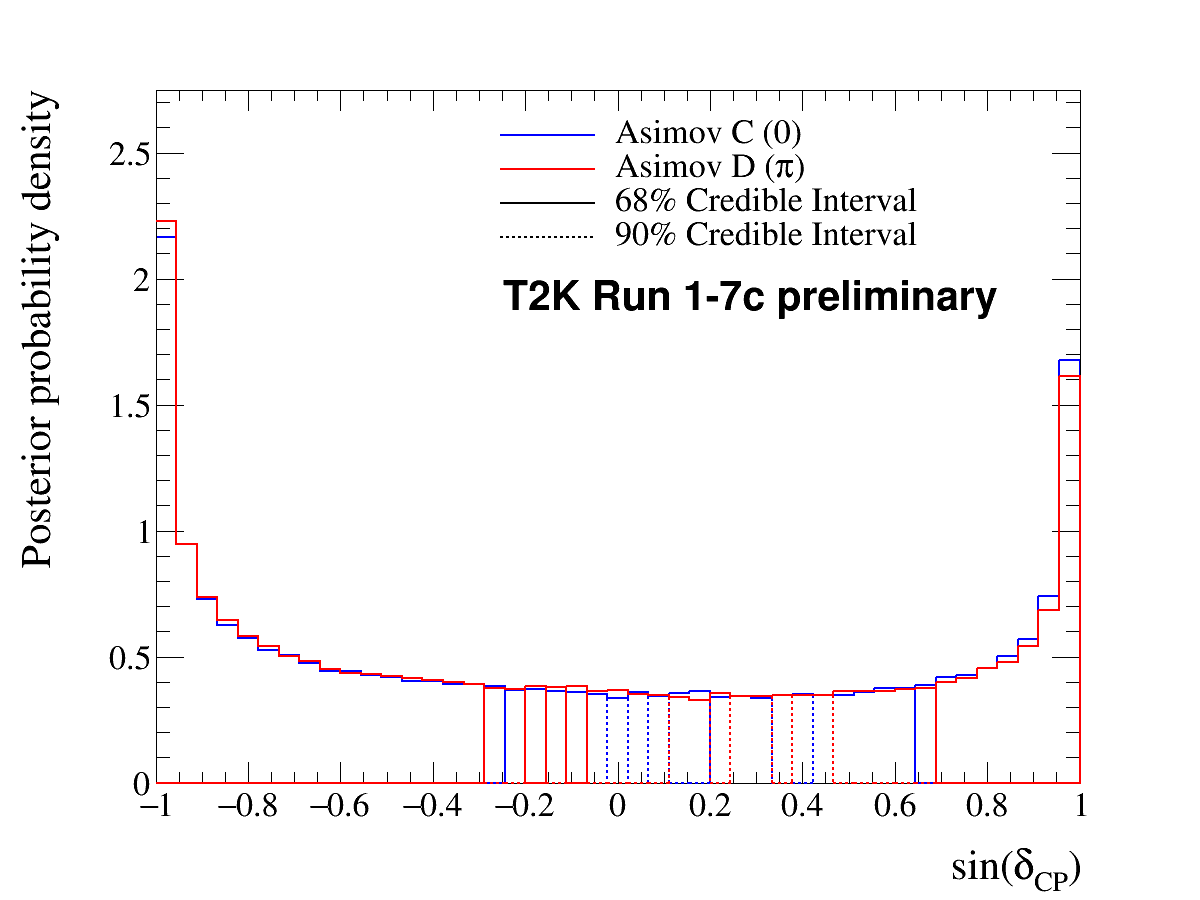 Posterior probability density
2.5
2
1.5
1
0.5
0
Asimov C (0)
Asimov D (π)
68% Credible Interval
90% Credible Interval
T2K Run 1-7c preliminary
−1 −0.8 −0.6 −0.4 −0.2 0 0.2 0.4 0.6 0.8 1
sin(δCP)